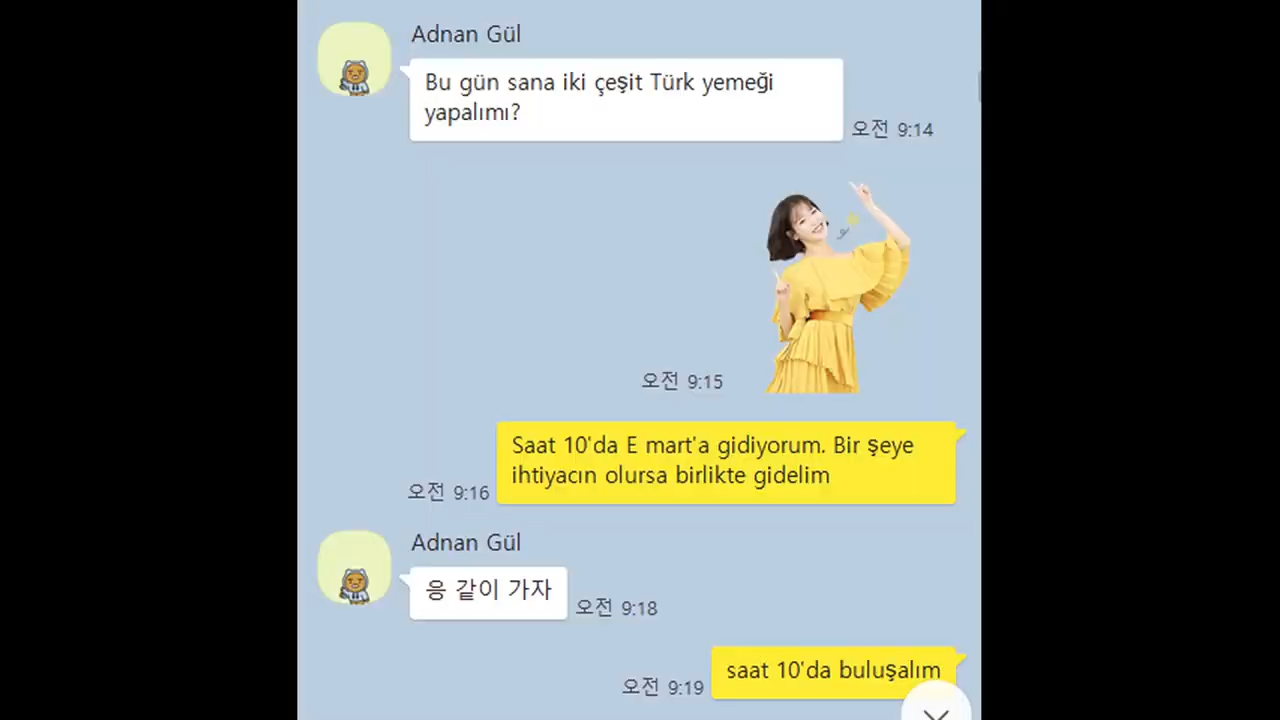 Adnan Gül
Bu gün sana iki çeşit Türk yemeği
yapalımı?
오전 9:14
오전 9:15
Saat 10'da E mart'a gidiyorum. Bir şeye
ihtiyacın olursa birlikte gidelim
오전 9:16
Adnan Gül
응 같이 가자
오전 9:18
saat 10'da buluşalım
오전 9:19